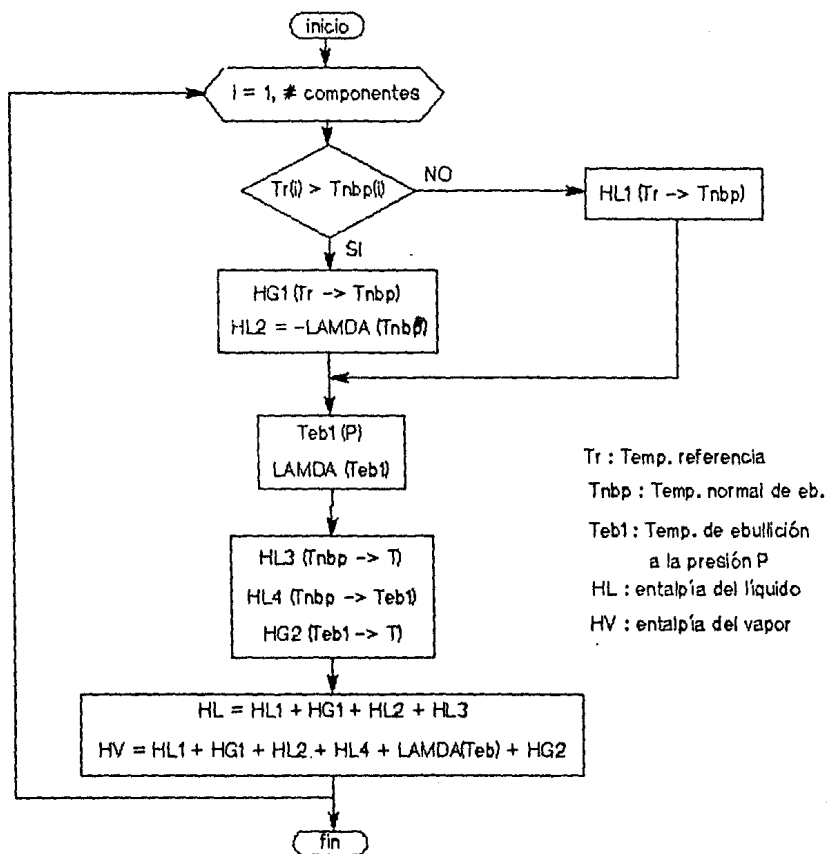 inicio
i = 1, # componentes
Tr(i) > Tnbp(i)
NO
HL1 (Tr -> Tnbp)
SI
HG1 (Tr -> Tnbp)
HL2 = -LAMDA (Tnbp)
Teb1 (P)
LAMDA (Teb1)
Tr : Temp. referencia
Tnbp : Temp. normal de eb.
Teb1 : Temp. de ebullición
a la presión P
HL : entalpía del líquido
HV : entalpía del vapor
HL3 (Tnbp -> T)
HL4 (Tnbp -> Teb1)
HG2 (Teb1 -> T)
HL = HL1 + HG1 + HL2 + HL3
HV = HL1 + HG1 + HL2 + HL4 + LAMDA(Teb) + HG2
fin